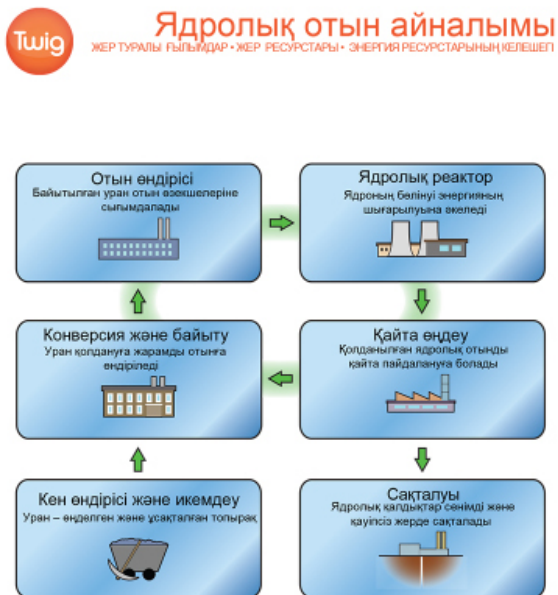 Twig
Ядролық отын айналымы
ЖЕР ТУРАЛЫ ҒЫЛЫМДАР • ЖЕР РЕСУРСТАРЫ • ЭНЕРГИЯ РЕСУРСТАРЫНЫҢ КЕЛЕШЕГІ
Отын өндірісі
Байытылған уран отын өзекшелеріне
сығымдалады
Ядролық реактор
Ядроның бөлінуі энергияның
шығарылуына әкеледі
Конверсия және байыту
Уран қолдануға жарамды отынға
өндіріледі
Қайта өңдеу
Қолданылған ядролық отынды
қайта пайдалануға болады
Кен өндірісі және икемдеу
Уран – өңделген және ұсақталған топырақ
Сақталуы
Ядролық қалдықтар сенімді және
қауіпсіз жерде сақталады